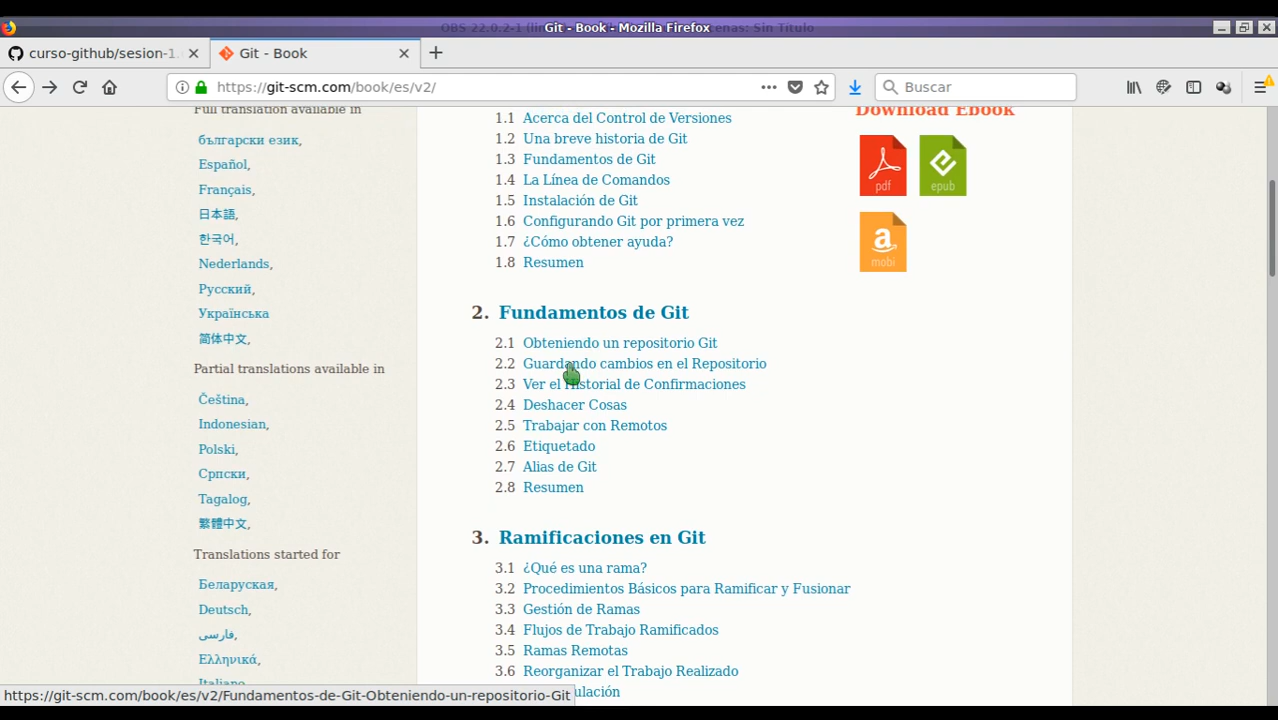 OBS 22.0.2-1 (lin
Git - Book - Mozilla Firefox
enas: Sin Título
curso-github/sesion-1.
Git - Book
https://git-scm.com/book/es/v2/
Buscar
Full translation available in
български език,
Español,
Français,
日本語,
한국어,
Nederlands,
Русский,
Українська
简体中文,
Partial translations available in
Čeština,
Indonesian,
Polski,
Српски,
Tagalog,
繁體中文,
Translations started for
Беларуская,
Deutsch,
فارسی,
Ελληνικά,
Italiano
1.1 Acerca del Control de Versiones
1.2 Una breve historia de Git
1.3 Fundamentos de Git
1.4 La Línea de Comandos
1.5 Instalación de Git
1.6 Configurando Git por primera vez
1.7 ¿Cómo obtener ayuda?
1.8 Resumen
2. Fundamentos de Git
2.1 Obteniendo un repositorio Git
2.2 Guardando cambios en el Repositorio
2.3 Ver el Historial de Confirmaciones
2.4 Deshacer Cosas
2.5 Trabajar con Remotos
2.6 Etiquetado
2.7 Alias de Git
2.8 Resumen
3. Ramificaciones en Git
3.1 ¿Qué es una rama?
3.2 Procedimientos Básicos para Ramificar y Fusionar
3.3 Gestión de Ramas
3.4 Flujos de Trabajo Ramificados
3.5 Ramas Remotas
3.6 Reorganizar el Trabajo Realizado
ulación
Download Ebook
pdf
epub
a
mobi
https://git-scm.com/book/es/v2/Fundamentos-de-Git-Obteniendo-un-repositorio-Git